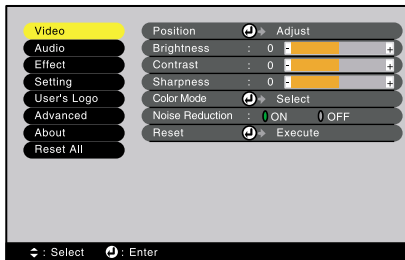 Video
Audio
Effect
Setting
User's Logo
Advanced
About
Reset All
Position Adjust
Brightness : 0 - +
Contrast : 0 - +
Sharpness : 0 - +
Color Mode Select
Noise Reduction : ON OFF
Reset Execute
: Select : Enter